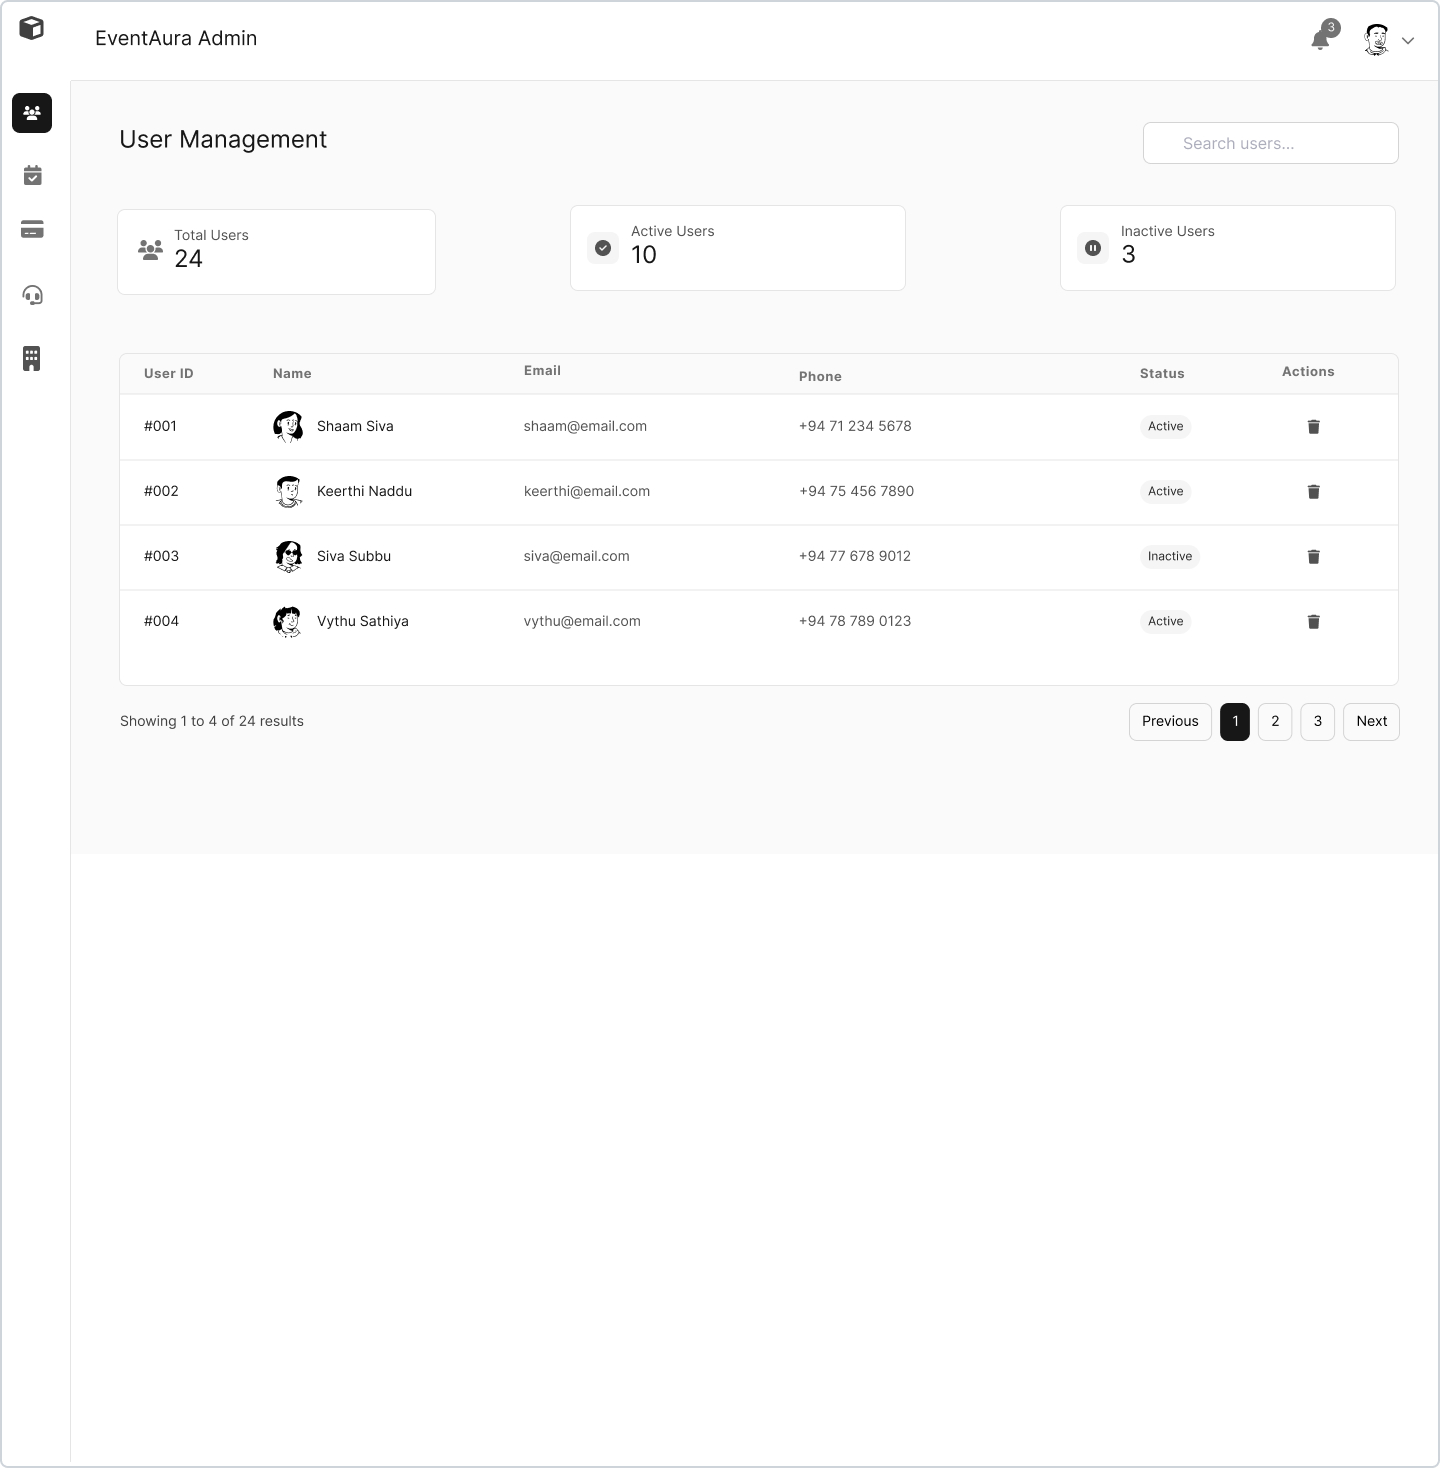 EventAura Admin
3
User Management
Search users...
Total Users
24
Active Users
10
Inactive Users
3
User ID Name Email Phone Status Actions
#001 Shaam Siva shaam@email.com +94 71 234 5678 Active
#002 Keerthi Naddu keerthi@email.com +94 75 456 7890 Active
#003 Siva Subbu siva@email.com +94 77 678 9012 Inactive
#004 Vythu Sathiya vythu@email.com +94 78 789 0123 Active
Showing 1 to 4 of 24 results Previous 1 2 3 Next